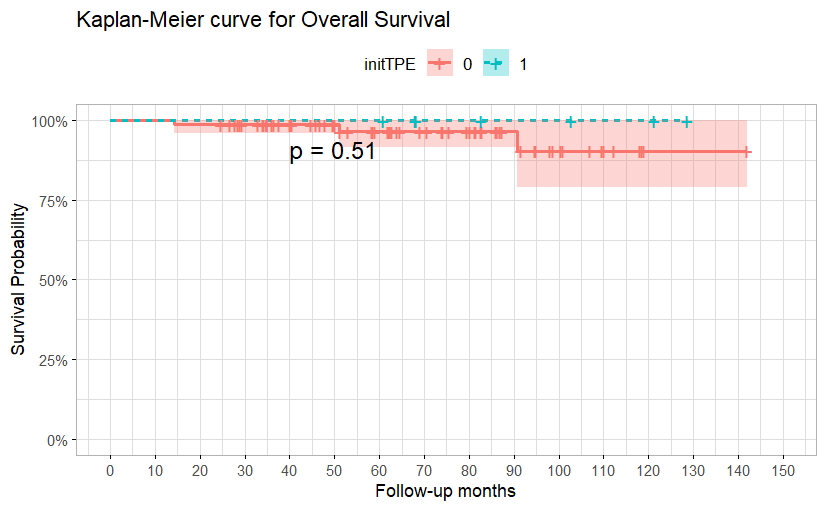 Kaplan-Meier curve for Overall Survival
initTPE 0 1
100%
p = 0.51
75%
50%
25%
0%
Survival Probability
0 10 20 30 40 50 60 70 80 90 100 110 120 130 140 150
Follow-up months